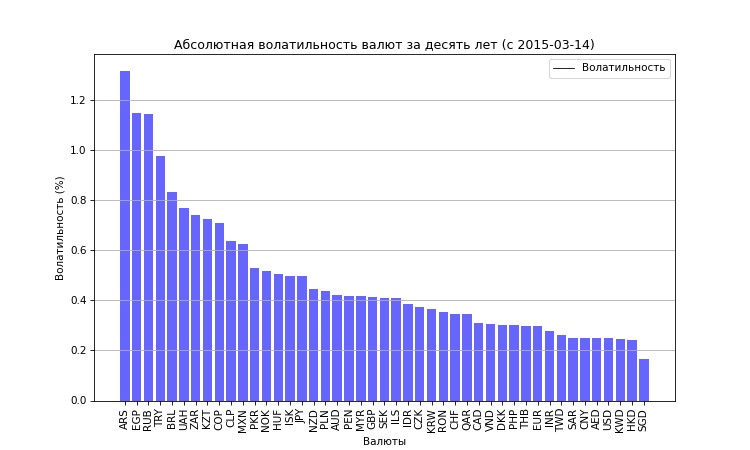 Абсолютная волатильность валют за десять лет (с 2015-03-14)
Волатильность
1.2
1.0
0.8
0.6
0.4
0.2
0.0
Волатильность (%)
ARS EGP RUB TRY BRL UAH ZAR KZT COP CLP MXN PKR NOK HUF ISK JPY NZD PLN AUD PEN MYR GBP SEK ILS IDR CZK KRW RON CHF QAR CAD VND DKK PHP THB EUR INR TWD SAR CNY AED USD KWD HKD SGD
Валюты